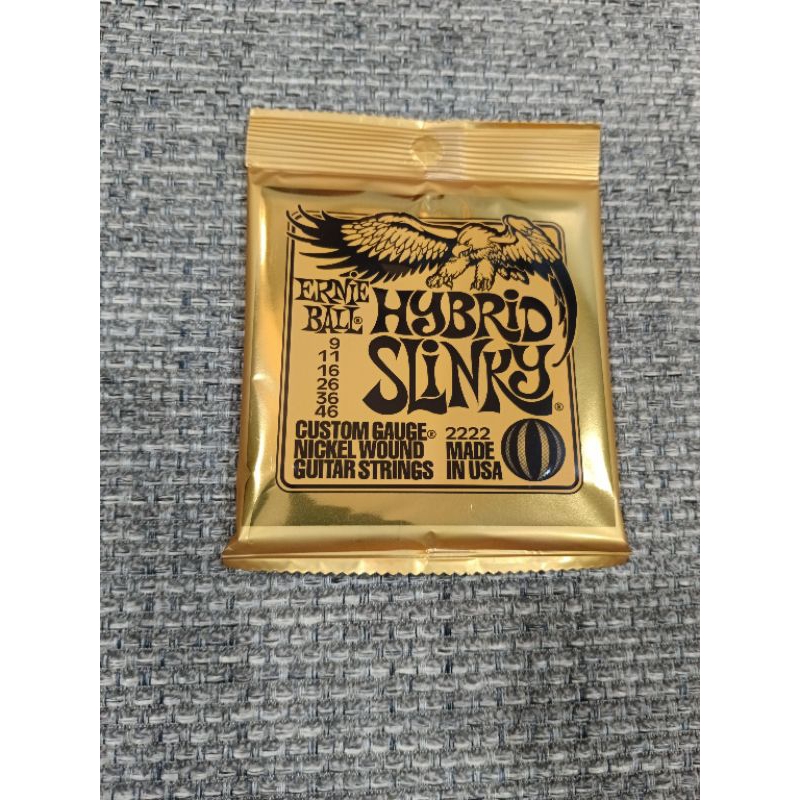 ERNIE
BALL®
HYBRID
SLINKY®
9
11
16
26
36
46
CUSTOM GAUGE®
NICKEL WOUND
GUITAR STRINGS
2222
MADE
IN USA